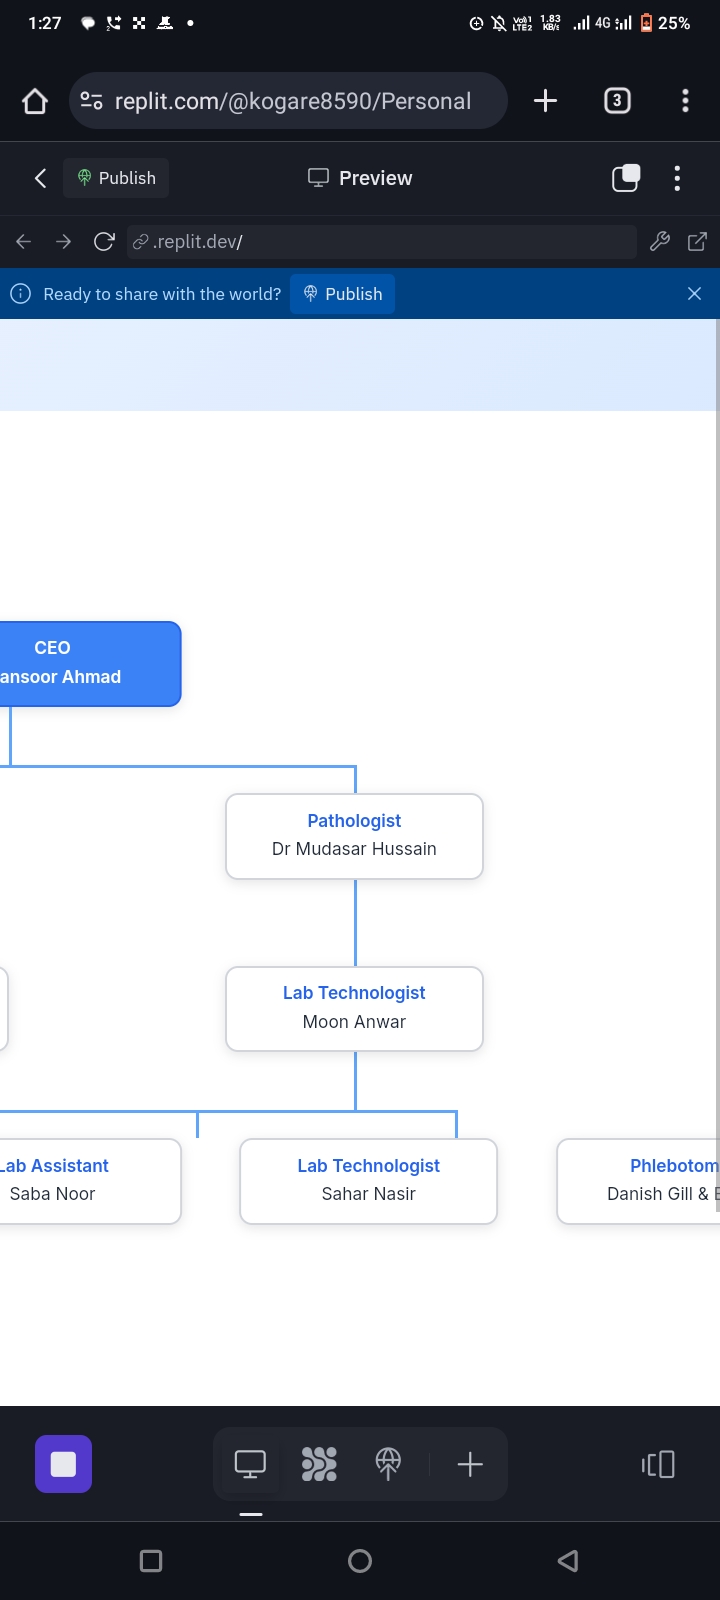 1:27
Vo)) 1
LTE2
1.83
KB/s
4G
25%
replit.com/@kogare8590/Personal
3
Publish
Preview
.replit.dev/
Ready to share with the world?
Publish
CEO
ansoor Ahmad
Pathologist
Dr Mudasar Hussain
Lab Technologist
Moon Anwar
Lab Assistant
Saba Noor
Lab Technologist
Sahar Nasir
Phlebotom
Danish Gill &